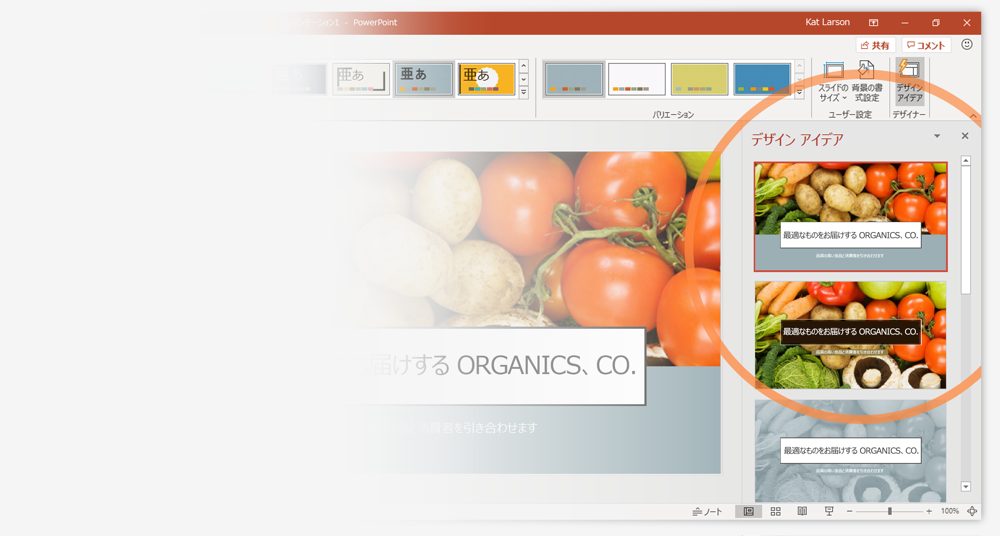 レゼンテーション1 - PowerPoint
Kat Larson
共有
コメント
亜あ
亜あ
亜あ
亜あ
スライドの
サイズ
背景の書
式設定
デザイン
アイデア
バリエーション
ユーザー設定
デザイナー
デザイン アイデア
最適なものをお届けする ORGANICS、CO.
品質の高い食品と消費者を引き合わせます
最適なものをお届けする ORGANICS、CO.
品質の高い食品と消費者を引き合わせます
最適なものをお届けする ORGANICS、CO.
品質の高い食品と消費者を引き合わせます
をお届けする ORGANICS、CO.
品と消費者を引き合わせます
ノート
100%